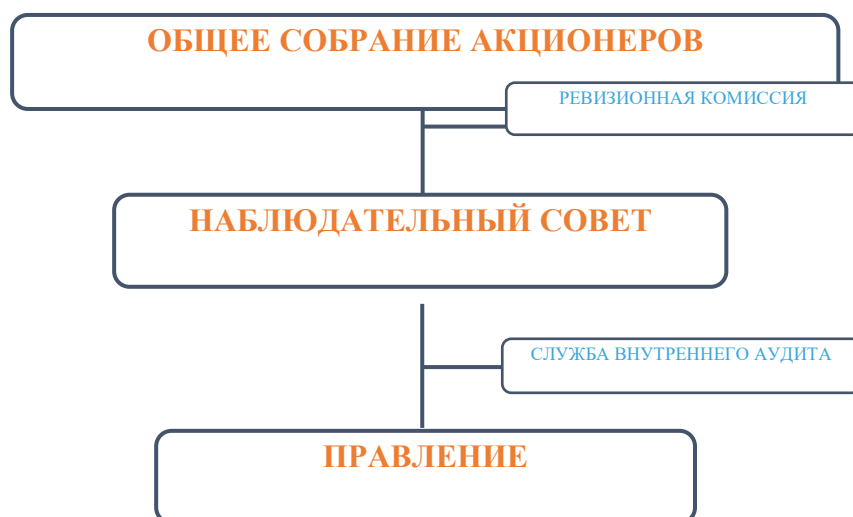 ОБЩЕЕ СОБРАНИЕ АКЦИОНЕРОВ
РЕВИЗИОННАЯ КОМИССИЯ
НАБЛЮДАТЕЛЬНЫЙ СОВЕТ
СЛУЖБА ВНУТРЕННЕГО АУДИТА
ПРАВЛЕНИЕ